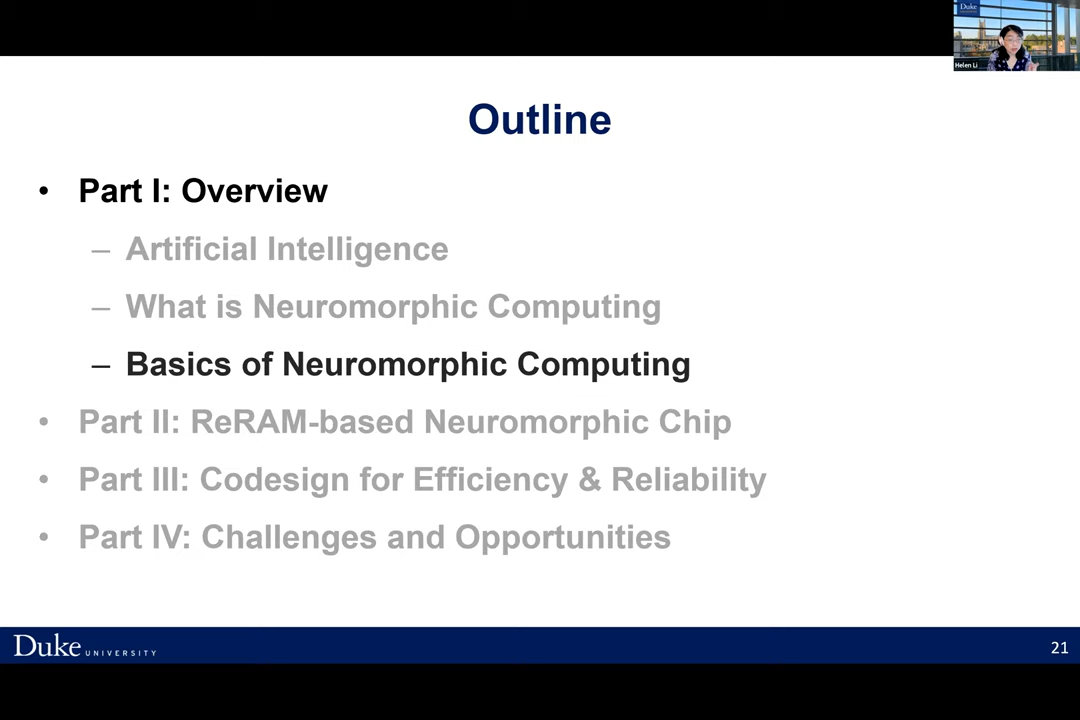 Duke
Helen Li
Outline
• Part I: Overview
– Artificial Intelligence
– What is Neuromorphic Computing
– Basics of Neuromorphic Computing
• Part II: ReRAM-based Neuromorphic Chip
• Part III: Codesign for Efficiency & Reliability
• Part IV: Challenges and Opportunities
Duke UNIVERSITY
21